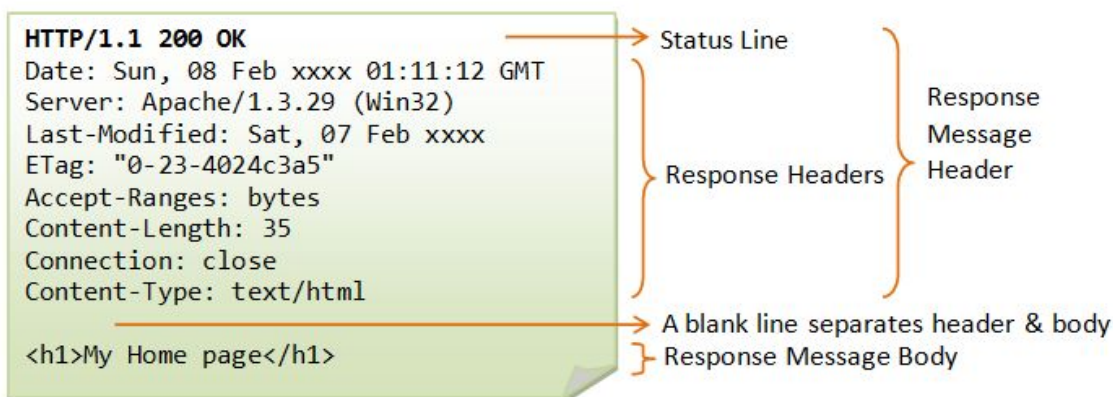 HTTP/1.1 200 OK
Date: Sun, 08 Feb xxxx 01:11:12 GMT
Server: Apache/1.3.29 (Win32)
Last-Modified: Sat, 07 Feb xxxx
ETag: "0-23-4024c3a5"
Accept-Ranges: bytes
Content-Length: 35
Connection: close
Content-Type: text/html
<h1>My Home page</h1>
Status Line
Response Headers
Response
Message
Header
A blank line separates header & body
Response Message Body